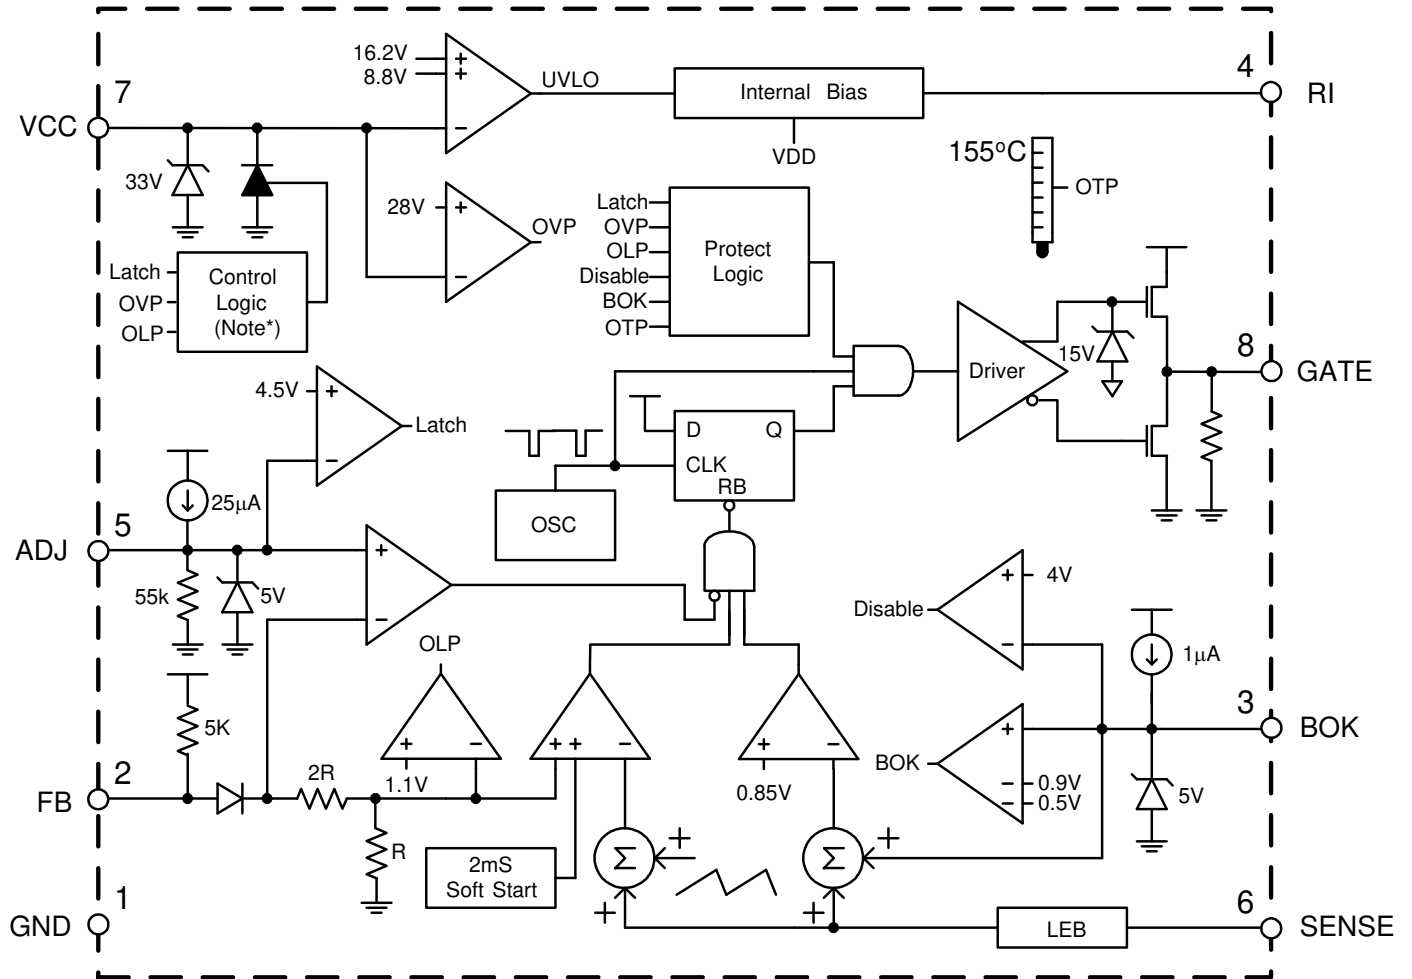 7
VCC
16.2V
8.8V
+
+
−
UVLO
Internal Bias
VDD
4
RI
33V
28V
+
−
OVP
155°C
OTP
Latch
OVP
OLP
Control
Logic
(Note*)
Latch
OVP
OLP
Disable
BOK
OTP
Protect
Logic
Driver
15V
8
GATE
4.5V
+
−
Latch
D
Q
CLK
RB
OSC
25μA
5
ADJ
55k
5V
+
−
Disable
+
4V
−
1μA
OLP
+
−
1.1V
5K
2
FB
2R
R
+
+
−
+
−
0.85V
BOK
+
−
0.9V
−
0.5V
3
BOK
5V
2mS
Soft Start
Σ
+
+
Σ
+
+
1
GND
LEB
6
SENSE